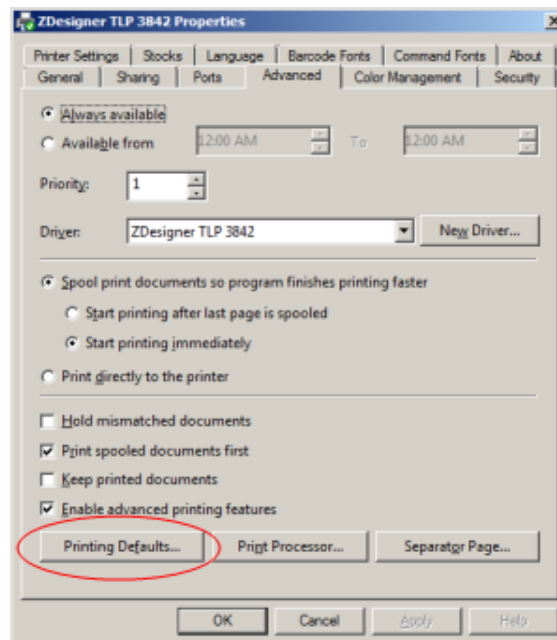 ZDesigner TLP 3842 Properties
Printer Settings Stocks Language Barcode Fonts Command Fonts About
General Sharing Ports Advanced Color Management Security
Always available
Available from 12:00 AM To 12:00 AM
Priority: 1
Driver: ZDesigner TLP 3842 New Driver...
Spool print documents so program finishes printing faster
Start printing after last page is spooled
Start printing immediately
Print directly to the printer
Hold mismatched documents
Print spooled documents first
Keep printed documents
Enable advanced printing features
Printing Defaults... Print Processor... Separator Page...
OK Cancel Apply Help